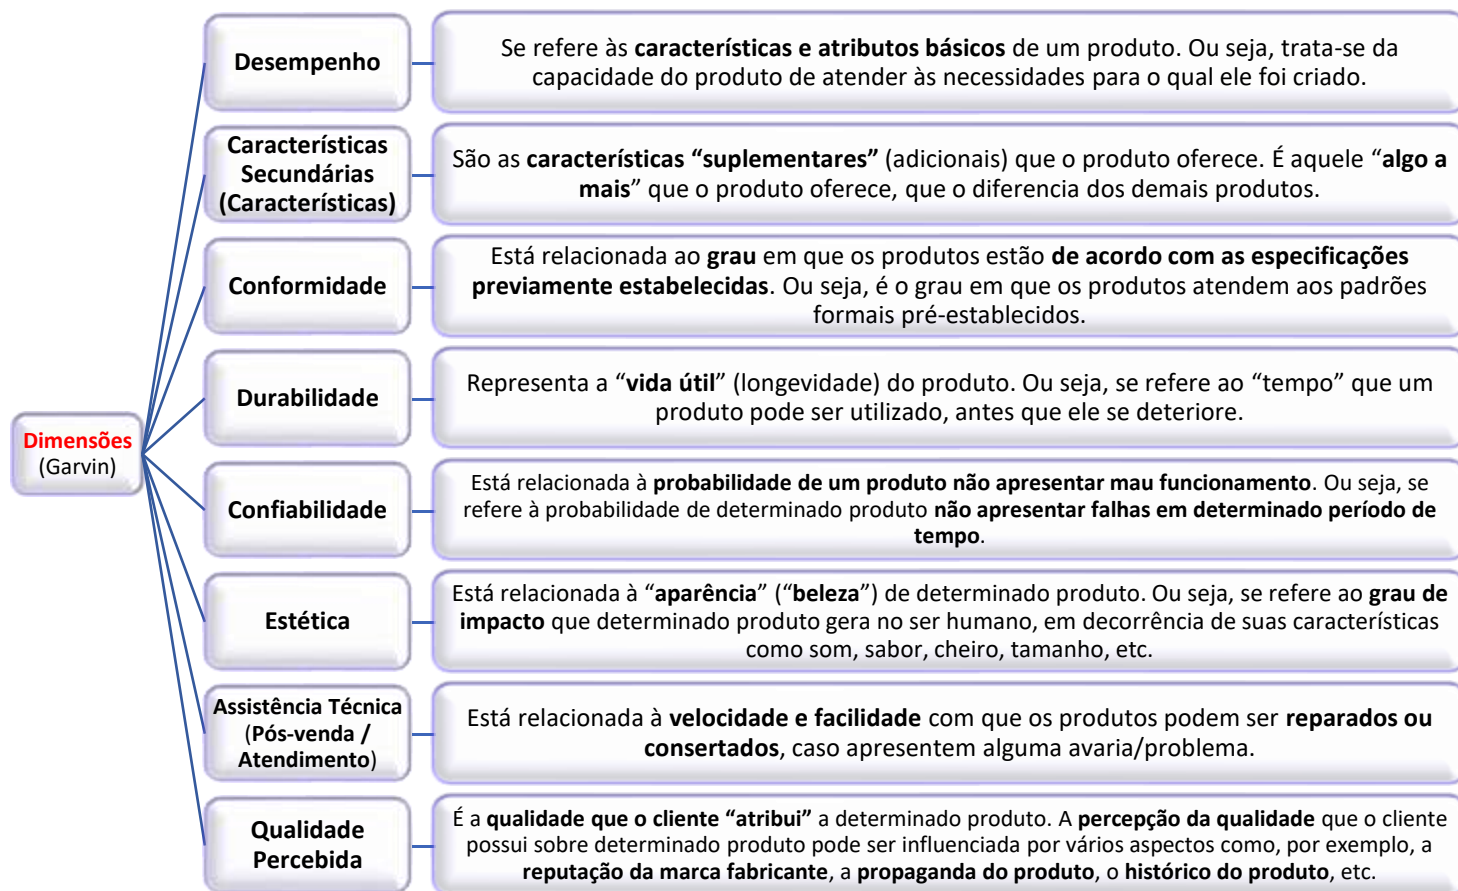 Dimensões
(Garvin)
Desempenho
Se refere às características e atributos básicos de um produto. Ou seja, trata-se da
capacidade do produto de atender às necessidades para o qual ele foi criado.
Características
Secundárias
(Características)
São as características “suplementares” (adicionais) que o produto oferece. É aquele “algo a
mais” que o produto oferece, que o diferencia dos demais produtos.
Conformidade
Está relacionada ao grau em que os produtos estão de acordo com as especificações
previamente estabelecidas. Ou seja, é o grau em que os produtos atendem aos padrões
formais pré-establecidos.
Durabilidade
Representa a “vida útil” (longevidade) do produto. Ou seja, se refere ao “tempo” que um
produto pode ser utilizado, antes que ele se deteriore.
Confiabilidade
Está relacionada à probabilidade de um produto não apresentar mau funcionamento. Ou seja, se
refere à probabilidade de determinado produto não apresentar falhas em determinado período de
tempo.
Estética
Está relacionada à “aparência” (“beleza”) de determinado produto. Ou seja, se refere ao grau de
impacto que determinado produto gera no ser humano, em decorrência de suas características
como som, sabor, cheiro, tamanho, etc.
Assistência Técnica
(Pós-venda /
Atendimento)
Está relacionada à velocidade e facilidade com que os produtos podem ser reparados ou
consertados, caso apresentem alguma avaria/problema.
Qualidade
Percebida
É a qualidade que o cliente “atribui” a determinado produto. A percepção da qualidade que o cliente
possui sobre determinado produto pode ser influenciada por vários aspectos como, por exemplo, a
reputação da marca fabricante, a propaganda do produto, o histórico do produto, etc.